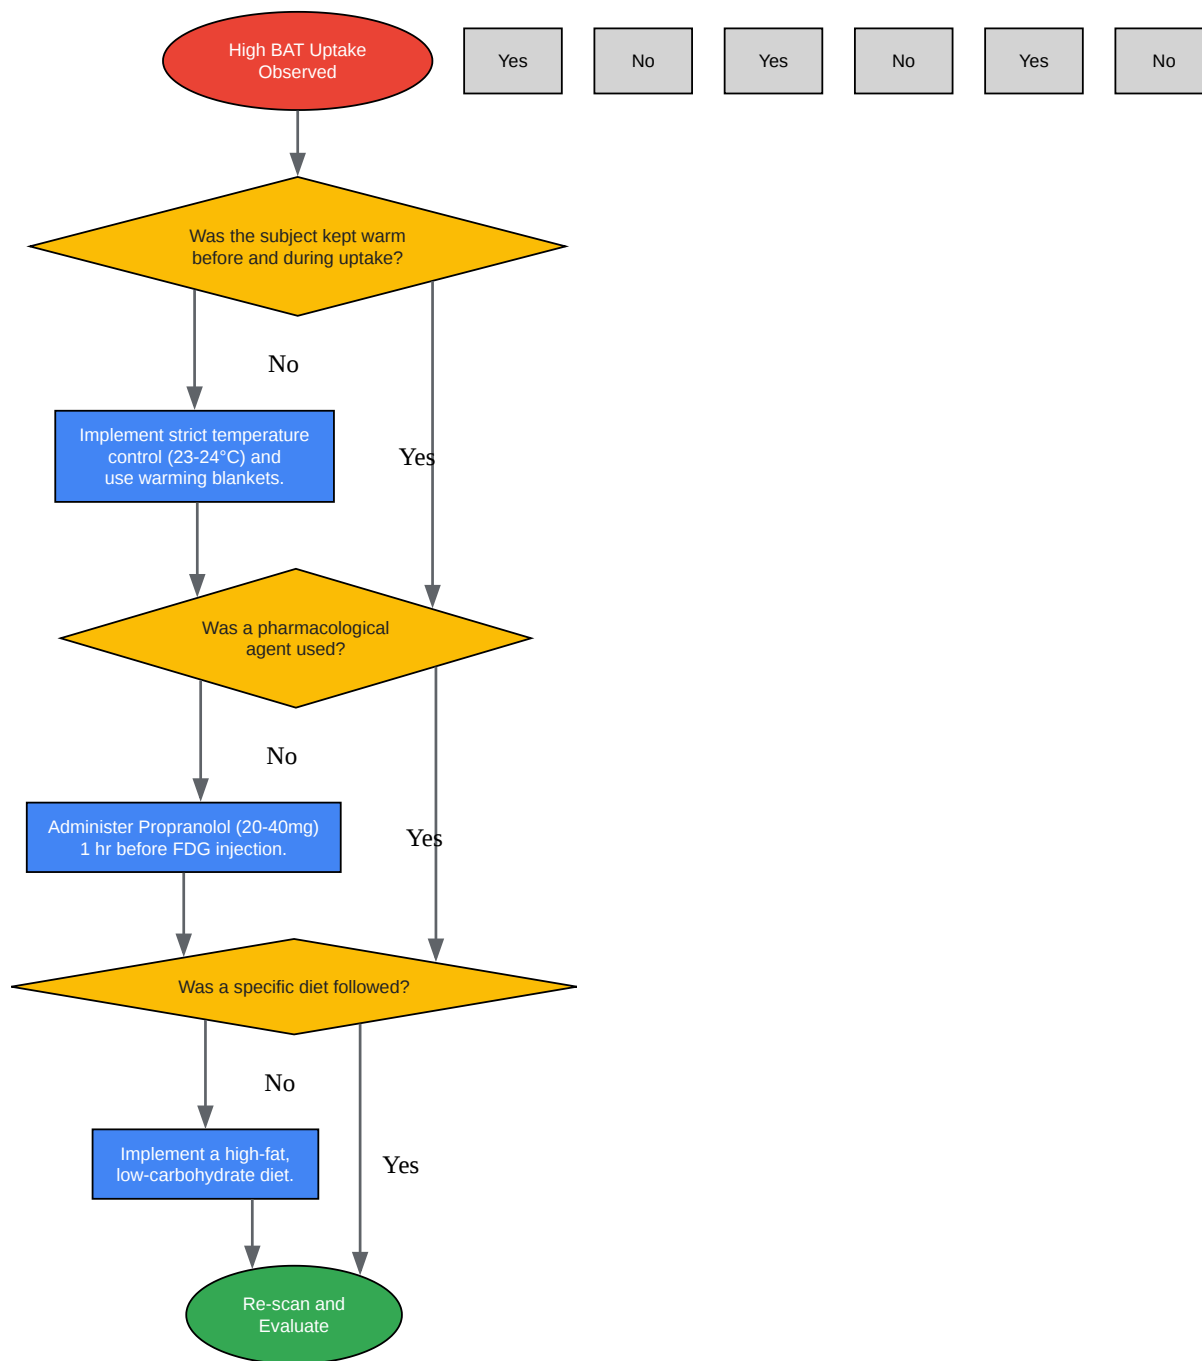 High BAT Uptake
Observed
Yes
No
Yes
No
Yes
No
Was the subject kept warm
before and during uptake?
No
Yes
Implement strict temperature
control (23-24°C) and
use warming blankets.
Was a pharmacological
agent used?
No
Yes
Administer Propranolol (20-40mg)
1 hr before FDG injection.
Was a specific diet followed?
No
Yes
Implement a high-fat,
low-carbohydrate diet.
Re-scan and
Evaluate